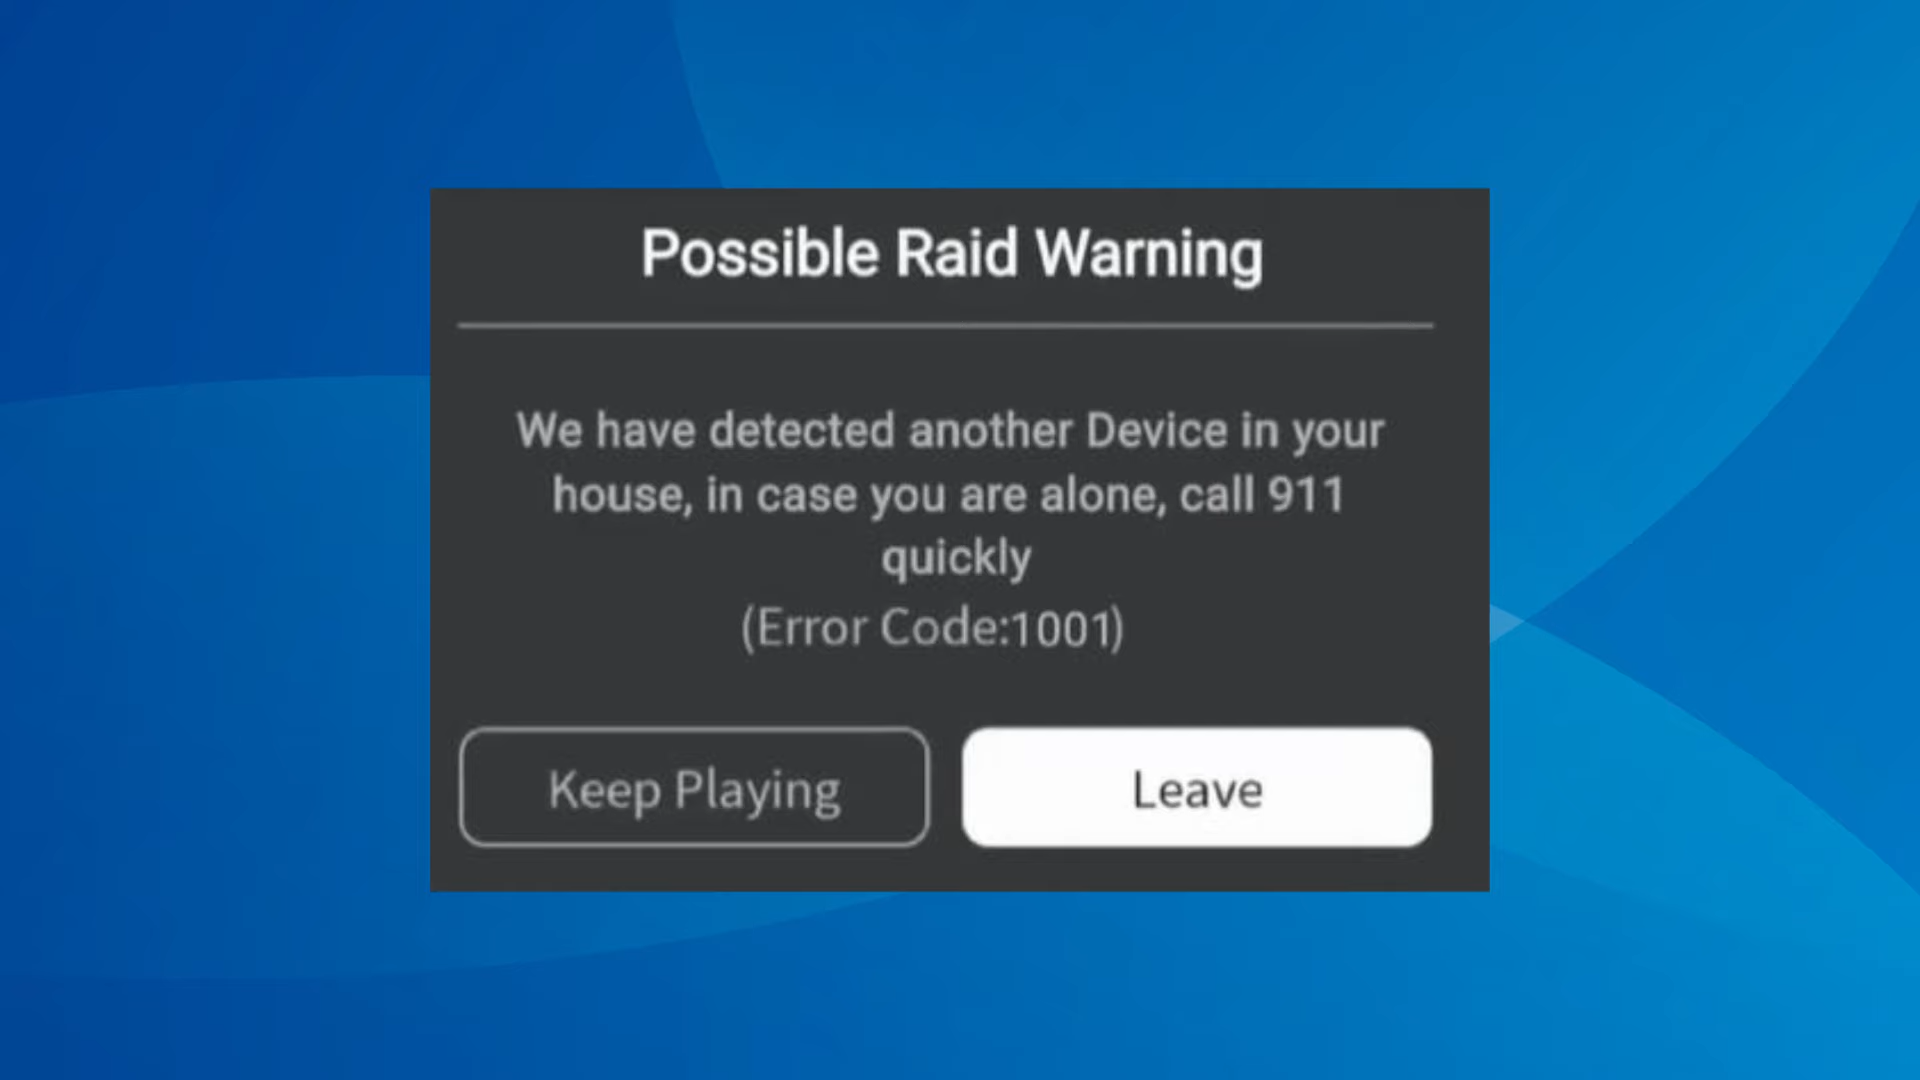 Possible Raid Warning
We have detected another Device in your
house, in case you are alone, call 911
quickly
(Error Code:1001)
Keep Playing
Leave